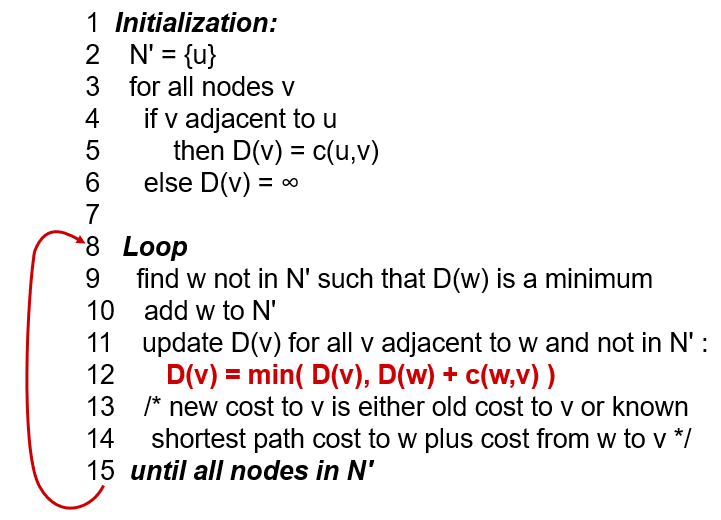 1 Initialization:
2 N' = {u}
3 for all nodes v
4 if v adjacent to u
5 then D(v) = c(u,v)
6 else D(v) = ∞
7
8 Loop
9 find w not in N' such that D(w) is a minimum
10 add w to N'
11 update D(v) for all v adjacent to w and not in N' :
12 D(v) = min( D(v), D(w) + c(w,v) )
13 /* new cost to v is either old cost to v or known
14 shortest path cost to w plus cost from w to v */
15 until all nodes in N'